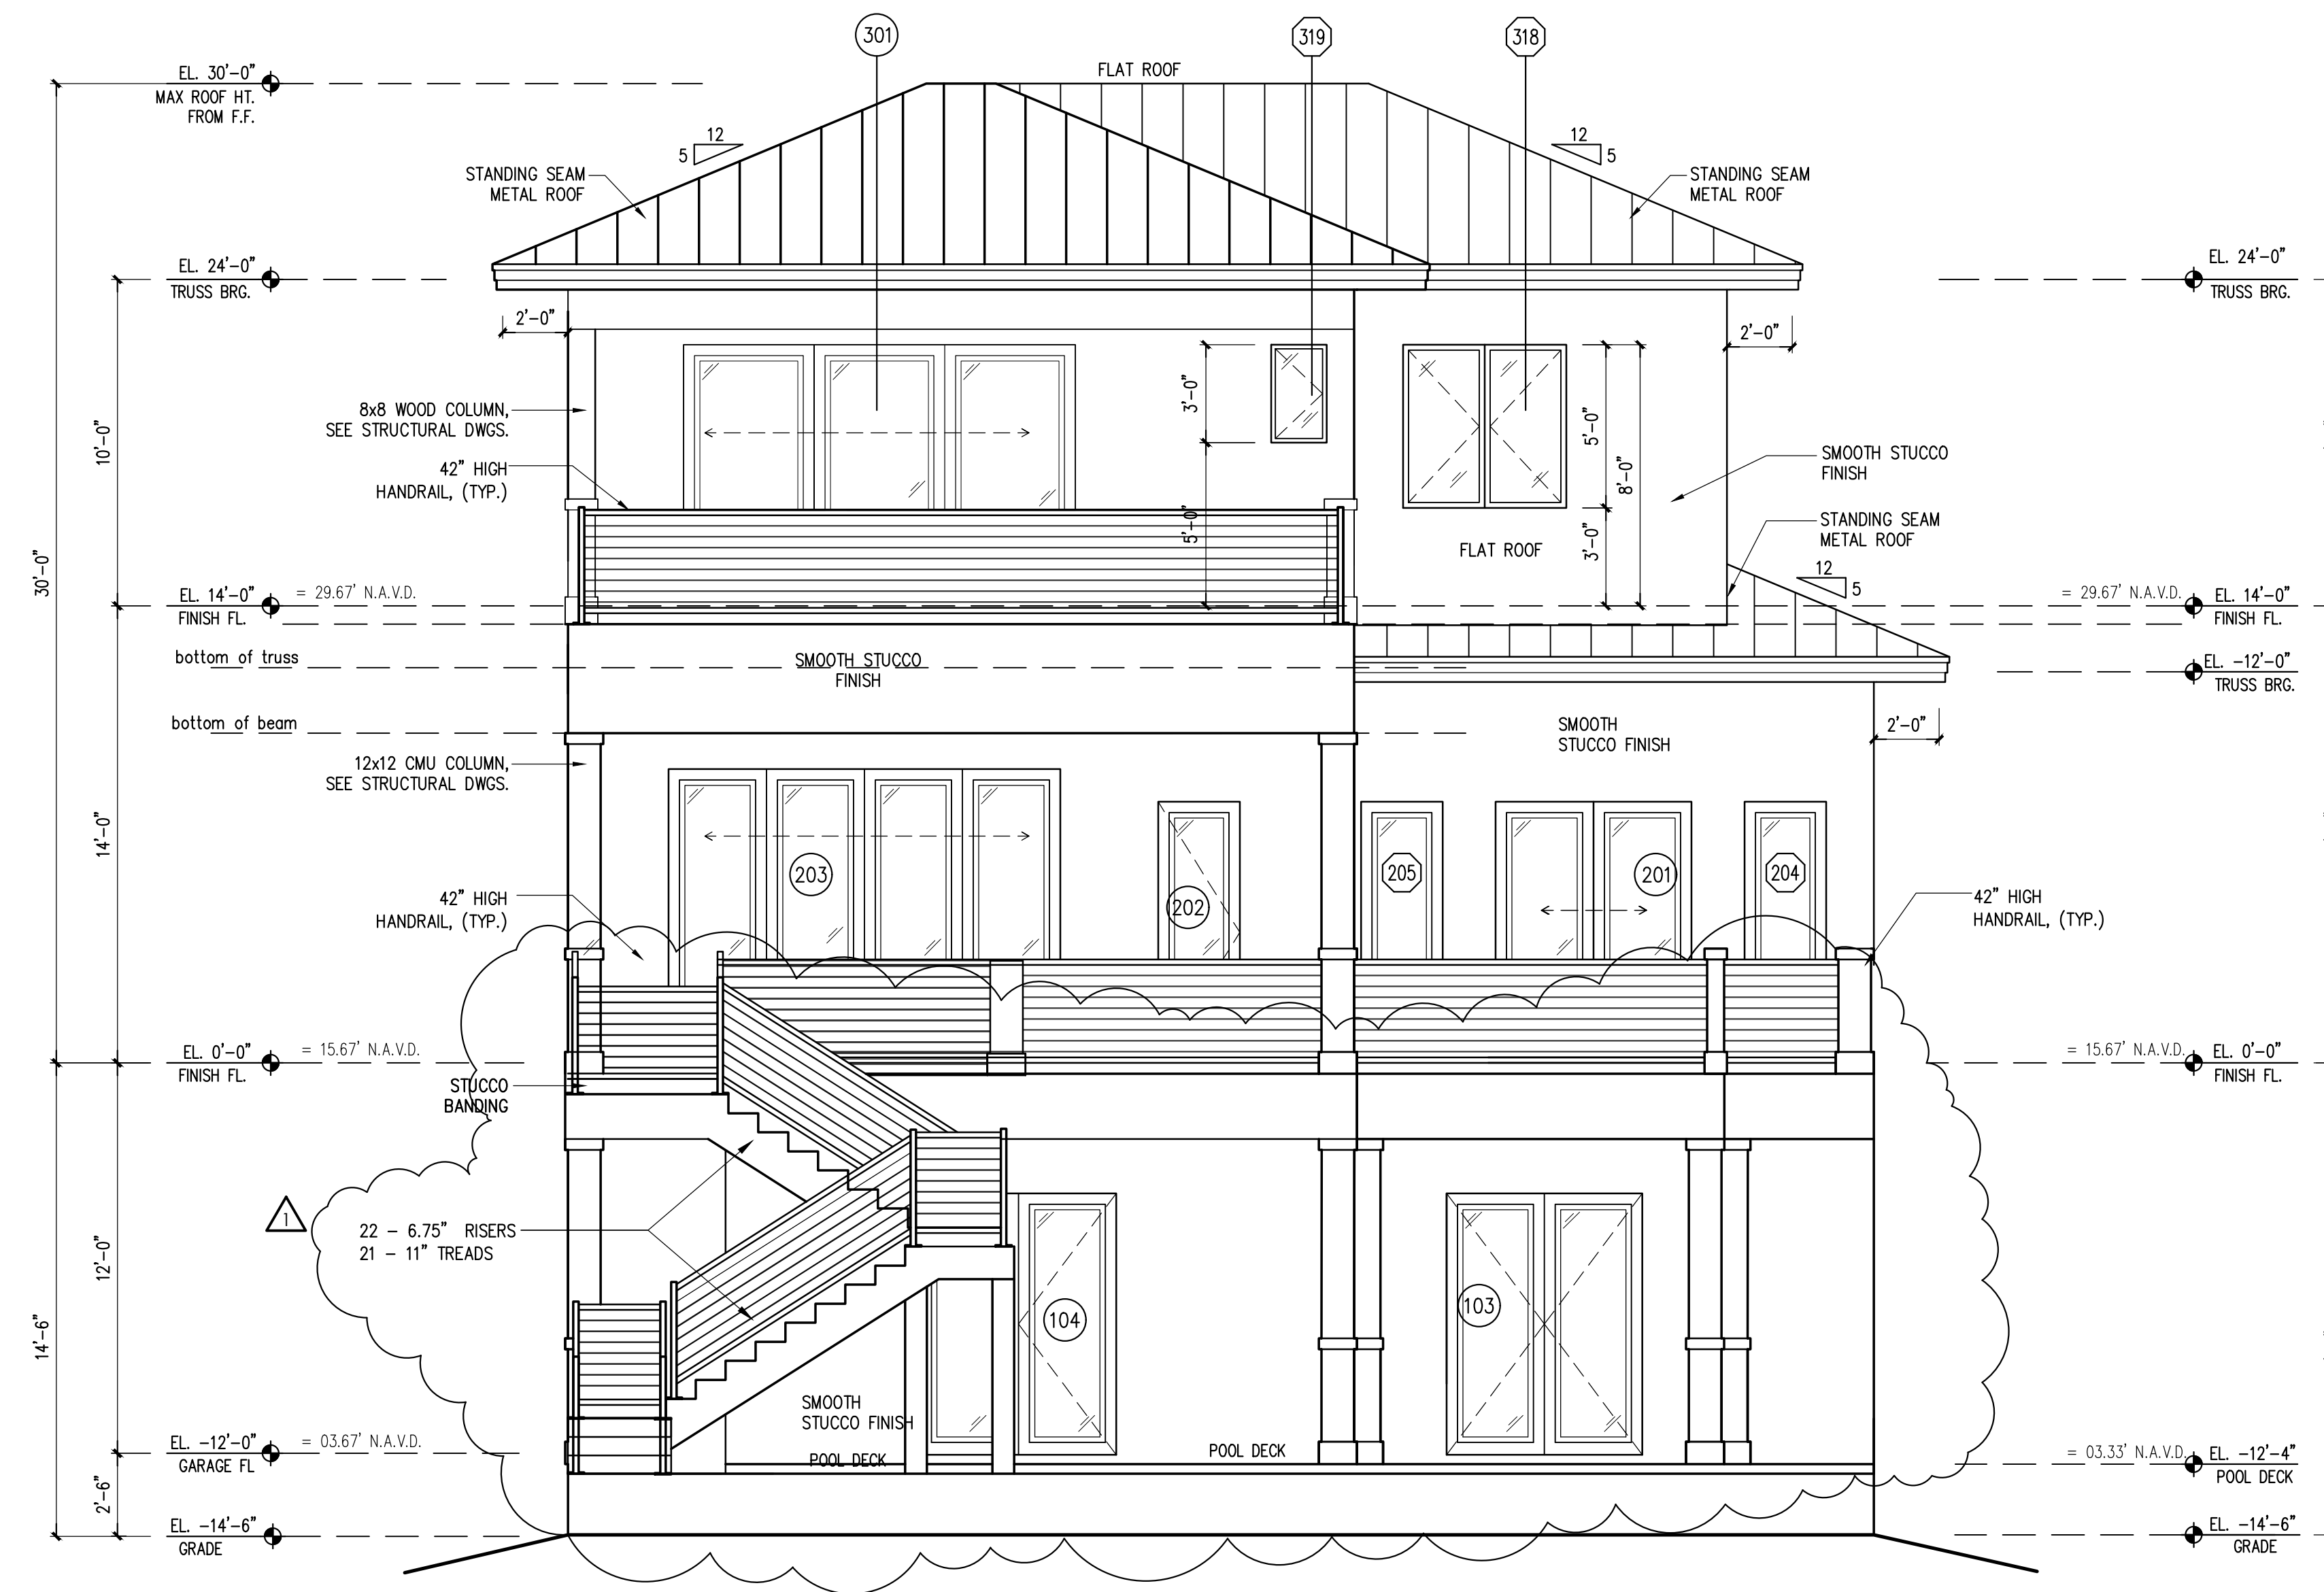 301
319
318
EL. 30'-0"
MAX ROOF HT.
FROM F.F.
FLAT ROOF
12
5
12
5
STANDING SEAM
METAL ROOF
STANDING SEAM
METAL ROOF
EL. 24'-0"
TRUSS BRG.
EL. 24'-0"
TRUSS BRG.
2'-0"
2'-0"
8x8 WOOD COLUMN,
SEE STRUCTURAL DWGS.
3'-0"
5'-0"
8'-0"
10'-0"
42" HIGH
HANDRAIL, (TYP.)
SMOOTH STUCCO
FINISH
5'-0"
3'-0"
FLAT ROOF
STANDING SEAM
METAL ROOF
12
5
30'-0"
EL. 14'-0"
FINISH FL.
= 29.67' N.A.V.D.
= 29.67' N.A.V.D.
EL. 14'-0"
FINISH FL.
bottom of truss
SMOOTH STUCCO
FINISH
EL. -12'-0"
TRUSS BRG.
bottom of beam
SMOOTH
STUCCO FINISH
2'-0"
12x12 CMU COLUMN,
SEE STRUCTURAL DWGS.
14'-0"
203
202
205
201
204
42" HIGH
HANDRAIL, (TYP.)
42" HIGH
HANDRAIL, (TYP.)
EL. 0'-0"
FINISH FL.
= 15.67' N.A.V.D.
= 15.67' N.A.V.D.
EL. 0'-0"
FINISH FL.
STUCCO
BANDING
1
22 - 6.75" RISERS
21 - 11" TREADS
12'-0"
14'-6"
104
103
SMOOTH
STUCCO FINISH
POOL DECK
POOL DECK
EL. -12'-0"
GARAGE FL
= 03.67' N.A.V.D.
= 03.33' N.A.V.D.
EL. -12'-4"
POOL DECK
2'-6"
EL. -14'-6"
GRADE
EL. -14'-6"
GRADE